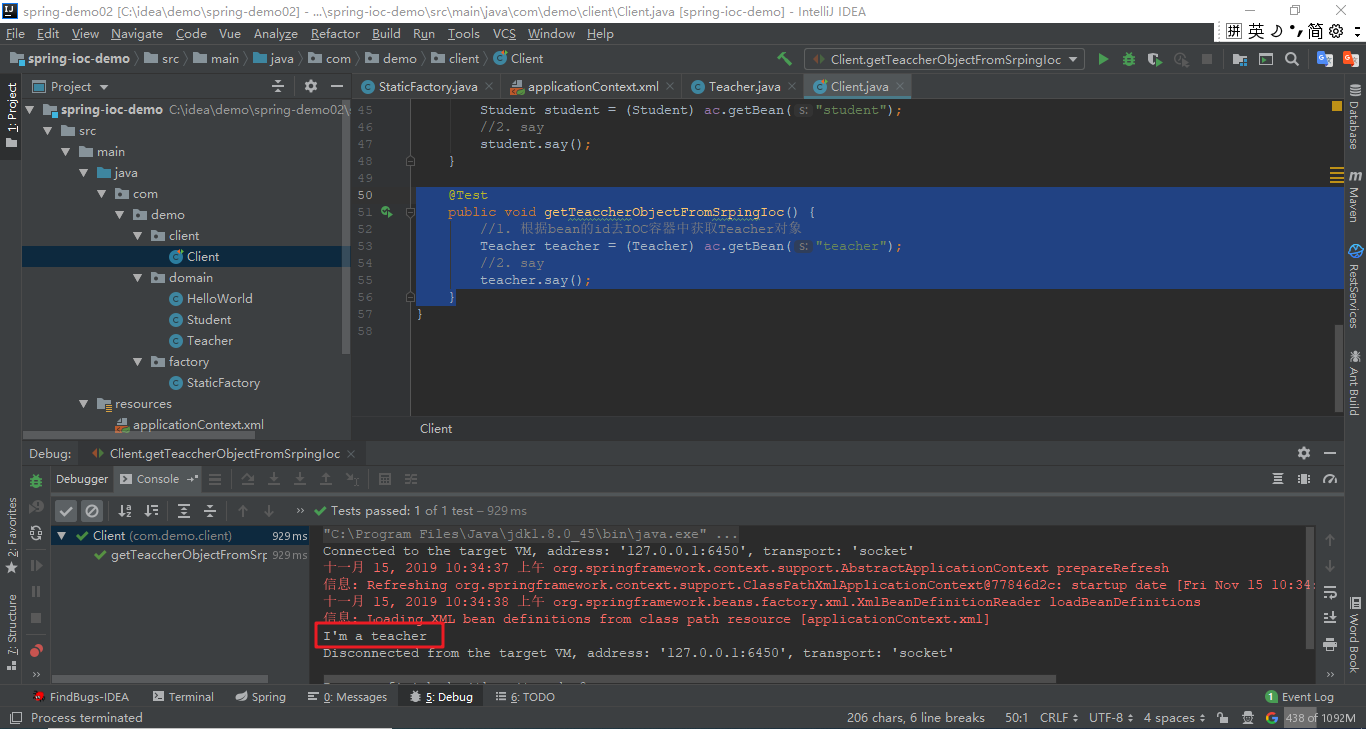 spring-demo02 [C:\idea\demo\spring-demo02] - ...\spring-ioc-demo\src\main\java\com\demo\client\Client.java [spring-ioc-demo] - IntelliJ IDEA
File Edit View Navigate Code Vue Analyze Refactor Build Run Tools VCS Window Help
拼 英 简
spring-ioc-demo src main java com demo client Client
Client.getTeaccherObjectFromSrpingIoc
1: Project
Project
StaticFactory.java applicationContext.xml Teacher.java Client.java
spring-ioc-demo C:\idea\demo\spring-demo02\
src
main
java
com
demo
client
Client
domain
HelloWorld
Student
Teacher
factory
StaticFactory
resources
applicationContext.xml
45 Student student = (Student) ac.getBean( s: "student");
46 //2. say
47 student.say();
48 }
49
50 @Test
51 public void getTeaccherObjectFromSrpingIoc() {
52 //1. 根据bean的id去IOC容器中获取Teacher对象
53 Teacher teacher = (Teacher) ac.getBean( s: "teacher");
54 //2. say
55 teacher.say();
56 }
57 }
58
Client
Database
Maven
RestServices
Ant Build
Word Book
2: Favorites
7: Structure
Debug: Client.getTeaccherObjectFromSrpingIoc
Debugger Console
Tests passed: 1 of 1 test – 929 ms
Client (com.demo.client) 929 ms
getTeaccherObjectFromSrp 929 ms
"C:\Program Files\Java\jdk1.8.0_45\bin\java.exe" ...
Connected to the target VM, address: '127.0.0.1:6450', transport: 'socket'
十一月 15, 2019 10:34:37 上午 org.springframework.context.support.AbstractApplicationContext prepareRefresh
信息: Refreshing org.springframework.context.support.ClassPathXmlApplicationContext@77846d2c: startup date [Fri Nov 15 10:34:
十一月 15, 2019 10:34:38 上午 org.springframework.beans.factory.xml.XmlBeanDefinitionReader loadBeanDefinitions
信息: Loading XML bean definitions from class path resource [applicationContext.xml]
I'm a teacher
Disconnected from the target VM, address: '127.0.0.1:6450', transport: 'socket'
FindBugs-IDEA Terminal Spring 0: Messages 5: Debug 6: TODO 1 Event Log
Process terminated
206 chars, 6 line breaks 50:1 CRLF UTF-8 4 spaces 438 of 1092M